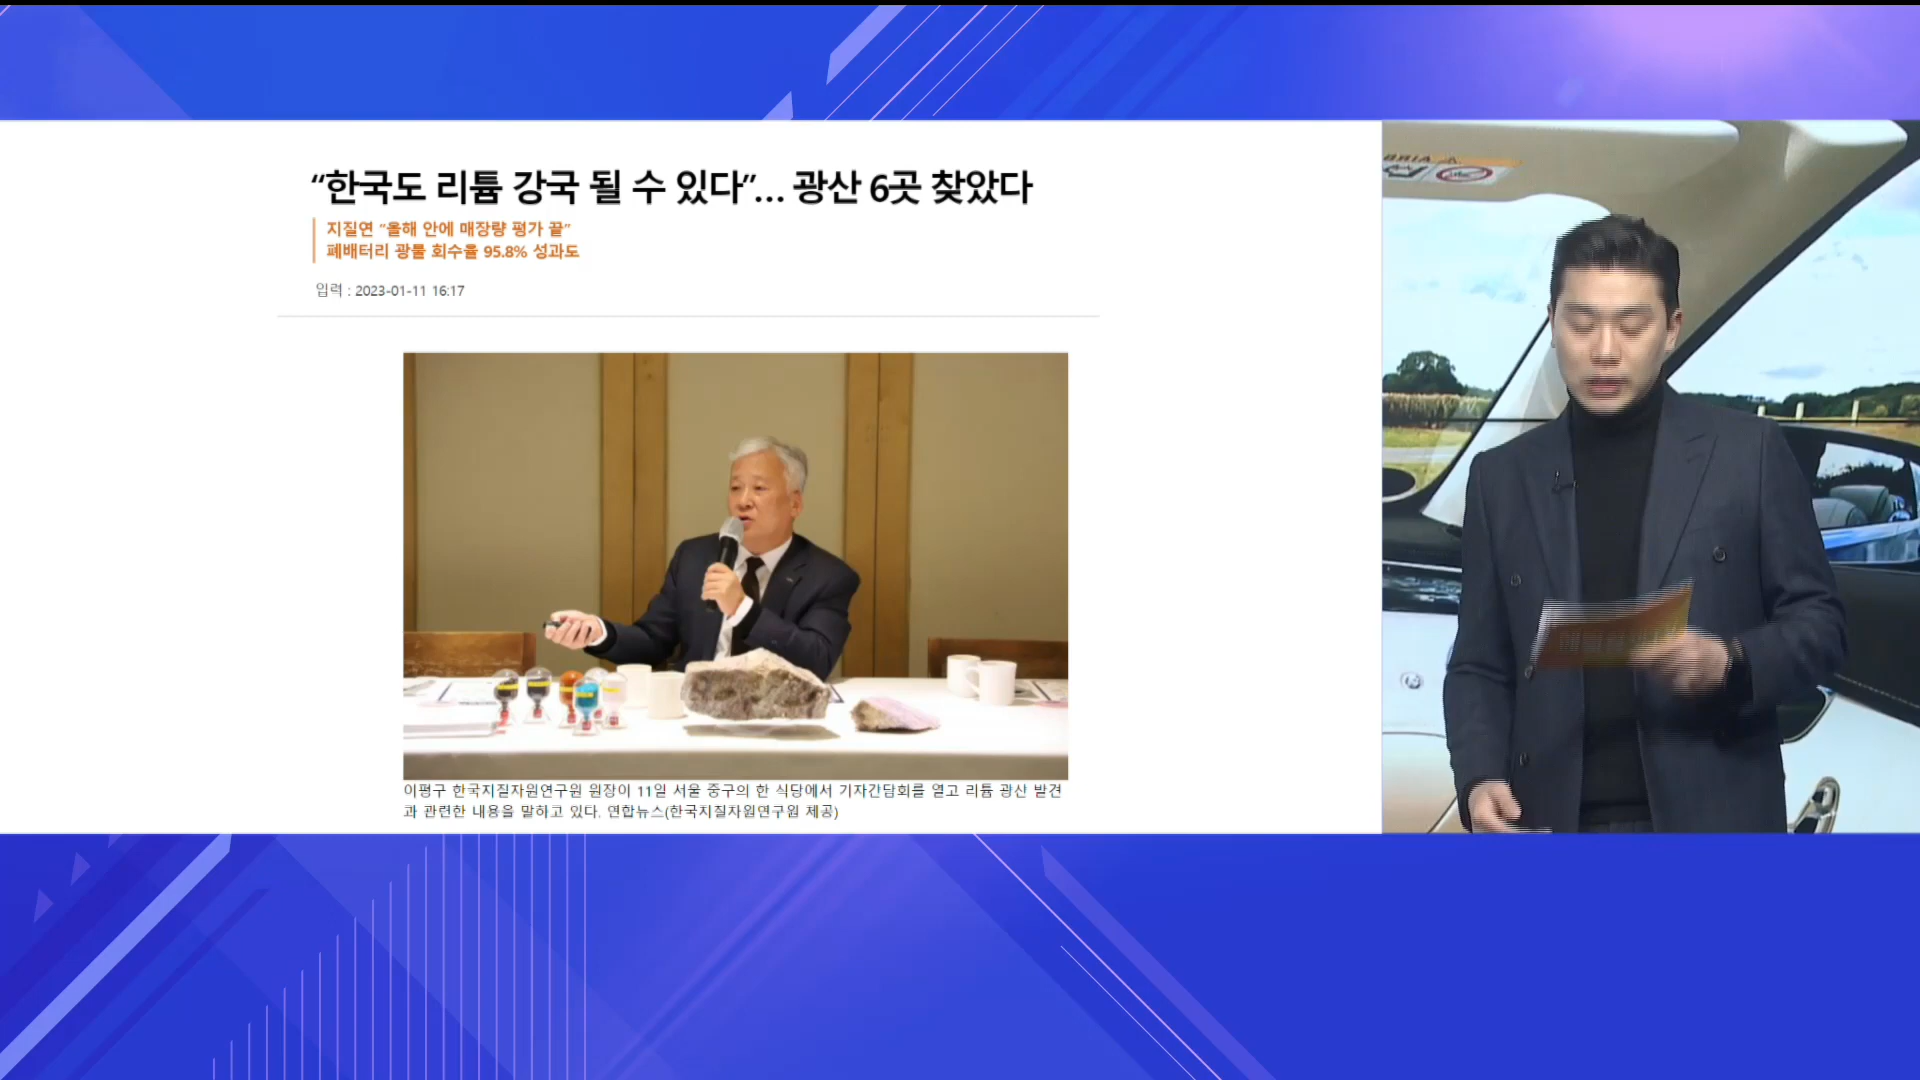 “한국도 리튬 강국 될 수 있다”... 광산 6곳 찾았다
지질연 “올해 안에 매장량 평가 끝”
폐배터리 광물 회수율 95.8% 성과도
입력 : 2023-01-11 16:17
이평구 한국지질자원연구원 원장이 11일 서울 중구의 한 식당에서 기자간담회를 열고 리튬 광산 발견
과 관련한 내용을 말하고 있다. 연합뉴스(한국지질자원연구원 제공)